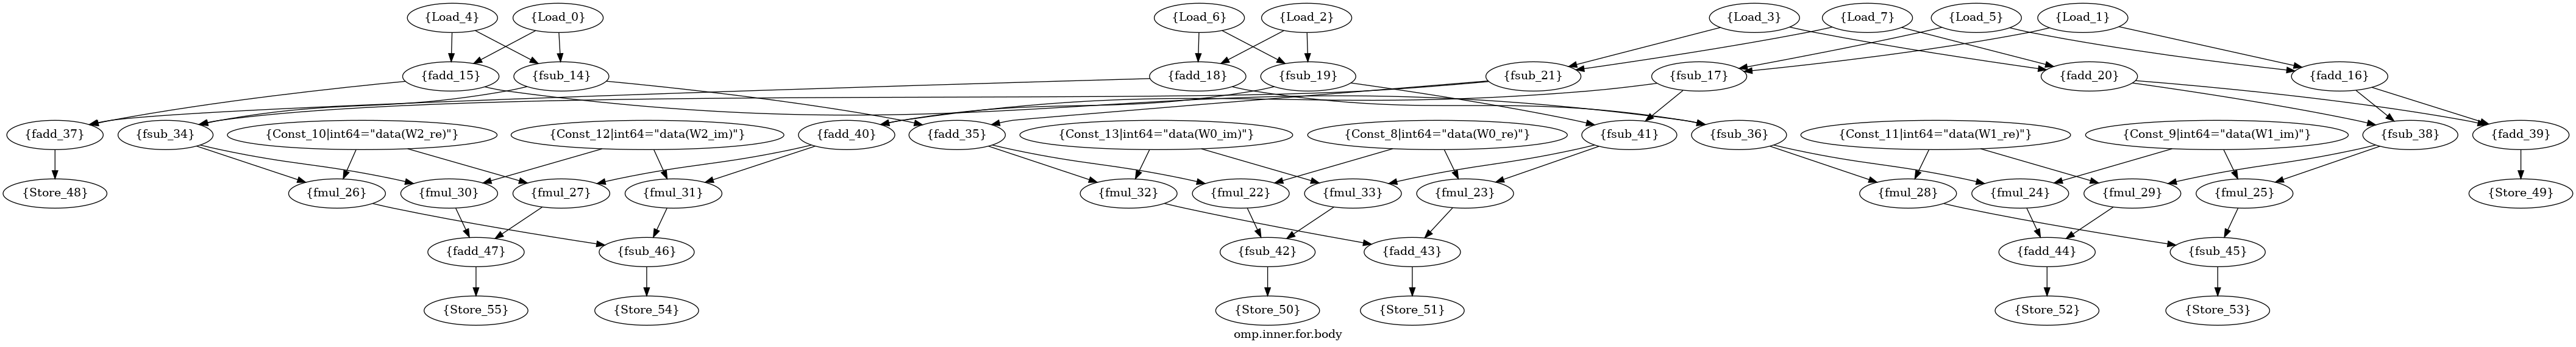 {Load_4}
{Load_0}
{Load_6}
{Load_2}
{Load_3}
{Load_7}
{Load_5}
{Load_1}
{fadd_15}
{fsub_14}
{fadd_18}
{fsub_19}
{fsub_21}
{fsub_17}
{fadd_20}
{fadd_16}
{fadd_37}
{fsub_34}
{Const_10|int64="data(W2_re)"}
{Const_12|int64="data(W2_im)"}
{fadd_40}
{fadd_35}
{Const_13|int64="data(W0_im)"}
{Const_8|int64="data(W0_re)"}
{fsub_41}
{fsub_36}
{Const_11|int64="data(W1_re)"}
{Const_9|int64="data(W1_im)"}
{fsub_38}
{fadd_39}
{Store_48}
{fmul_26}
{fmul_30}
{fmul_27}
{fmul_31}
{fmul_32}
{fmul_22}
{fmul_33}
{fmul_23}
{fmul_28}
{fmul_24}
{fmul_29}
{fmul_25}
{Store_49}
{fadd_47}
{fsub_46}
{fsub_42}
{fadd_43}
{fadd_44}
{fsub_45}
{Store_55}
{Store_54}
{Store_50}
{Store_51}
{Store_52}
{Store_53}
omp.inner.for.body